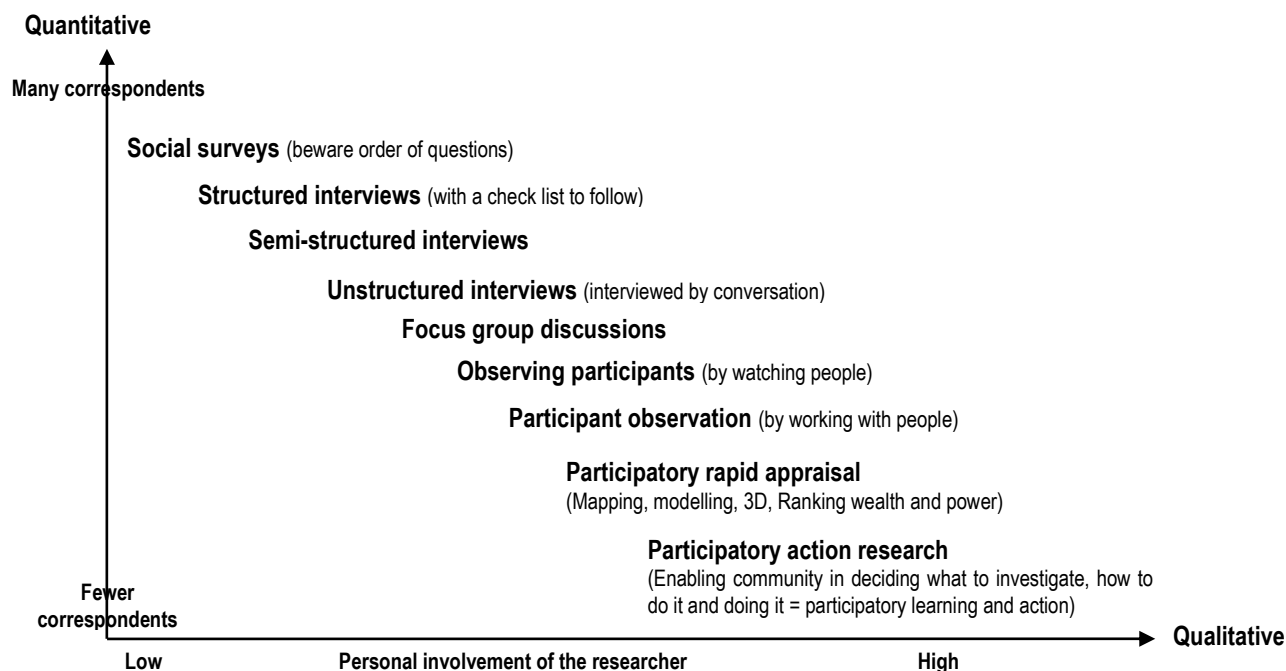 Quantitative
Many correspondents
Social surveys (beware order of questions)
Structured interviews (with a check list to follow)
Semi-structured interviews
Unstructured interviews (interviewed by conversation)
Focus group discussions
Observing participants (by watching people)
Participant observation (by working with people)
Participatory rapid appraisal
(Mapping, modelling, 3D, Ranking wealth and power)
Participatory action research
(Enabling community in deciding what to investigate, how to
do it and doing it = participatory learning and action)
Fewer
correspondents
Qualitative
Low Personal involvement of the researcher High